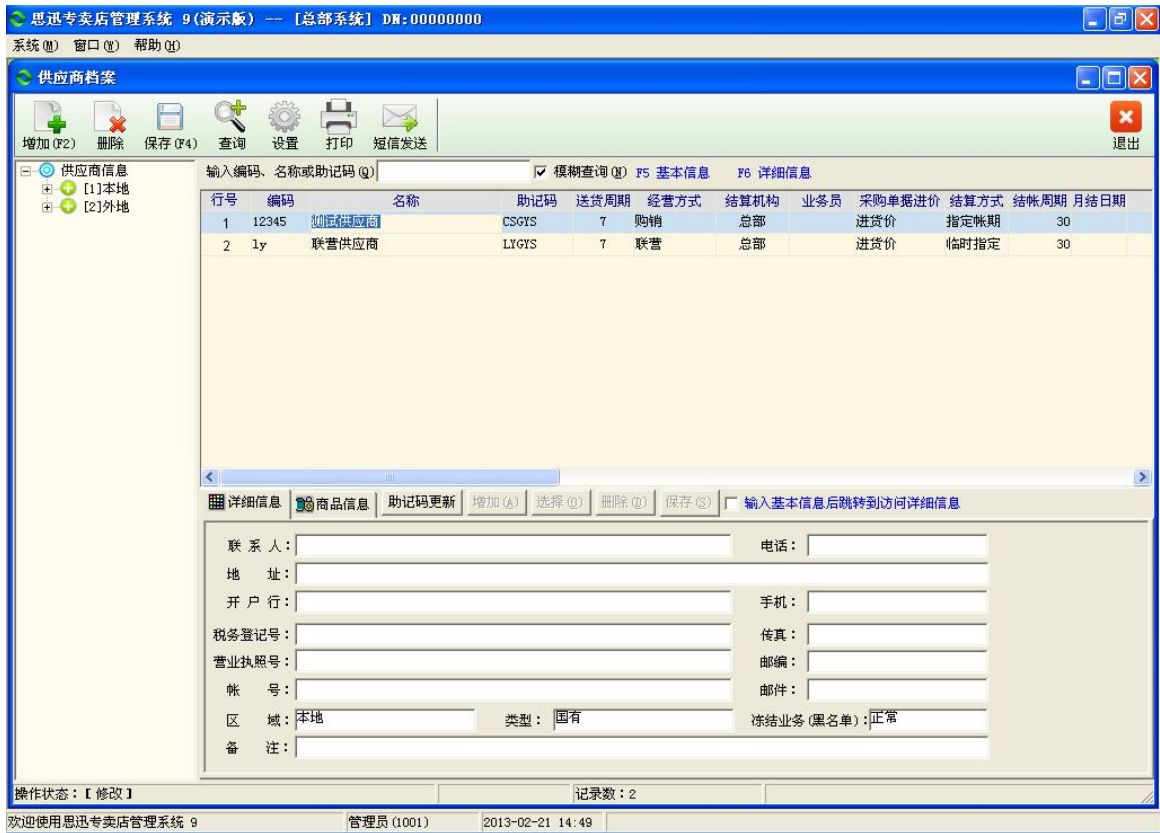 思迅专卖店管理系统 9(演示版) -- [总部系统] DN:00000000
系统(M) 窗口(W) 帮助(H)
供应商档案
增加(F2) 删除 保存(F4) 查询 设置 打印 短信发送 退出
供应商信息
[1]本地
[2]外地
输入编码、名称或助记码(Q) 模糊查询(N) F5 基本信息 F6 详细信息
行号 编码 名称 助记码 送货周期 经营方式 结算机构 业务员 采购单据进价 结算方式 结帐周期 月结日期
1 12345 测试供应商 CSGYS 7 购销 总部 进货价 指定帐期 30
2 ly 联营供应商 LYGYS 7 联营 总部 进货价 临时指定 30
详细信息 商品信息 助记码更新 增加(A) 选择(O) 删除(D) 保存(S) 输入基本信息后跳转到访问详细信息
联系人: 电话:
地 址:
开户行: 手机:
税务登记号: 传真:
营业执照号: 邮编:
帐 号: 邮件:
区 域: 本地 类型: 国有 冻结业务(黑名单): 正常
备 注:
操作状态:【修改】 记录数:2
欢迎使用思迅专卖店管理系统 9 管理员(1001) 2013-02-21 14:49